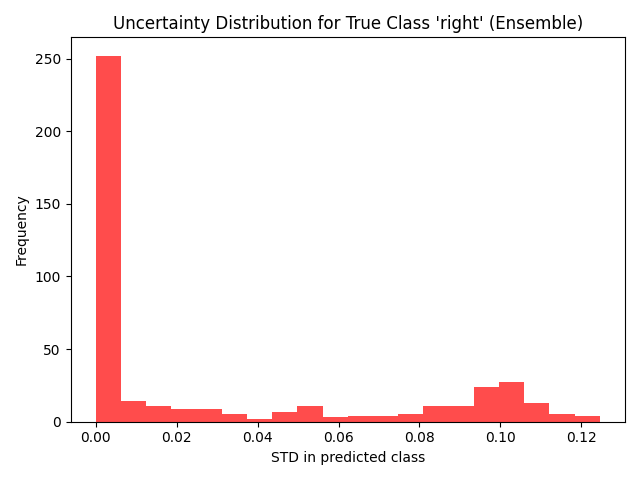 Uncertainty Distribution for True Class 'right' (Ensemble)
250
200
150
100
50
0
Frequency
0.00 0.02 0.04 0.06 0.08 0.10 0.12
STD in predicted class